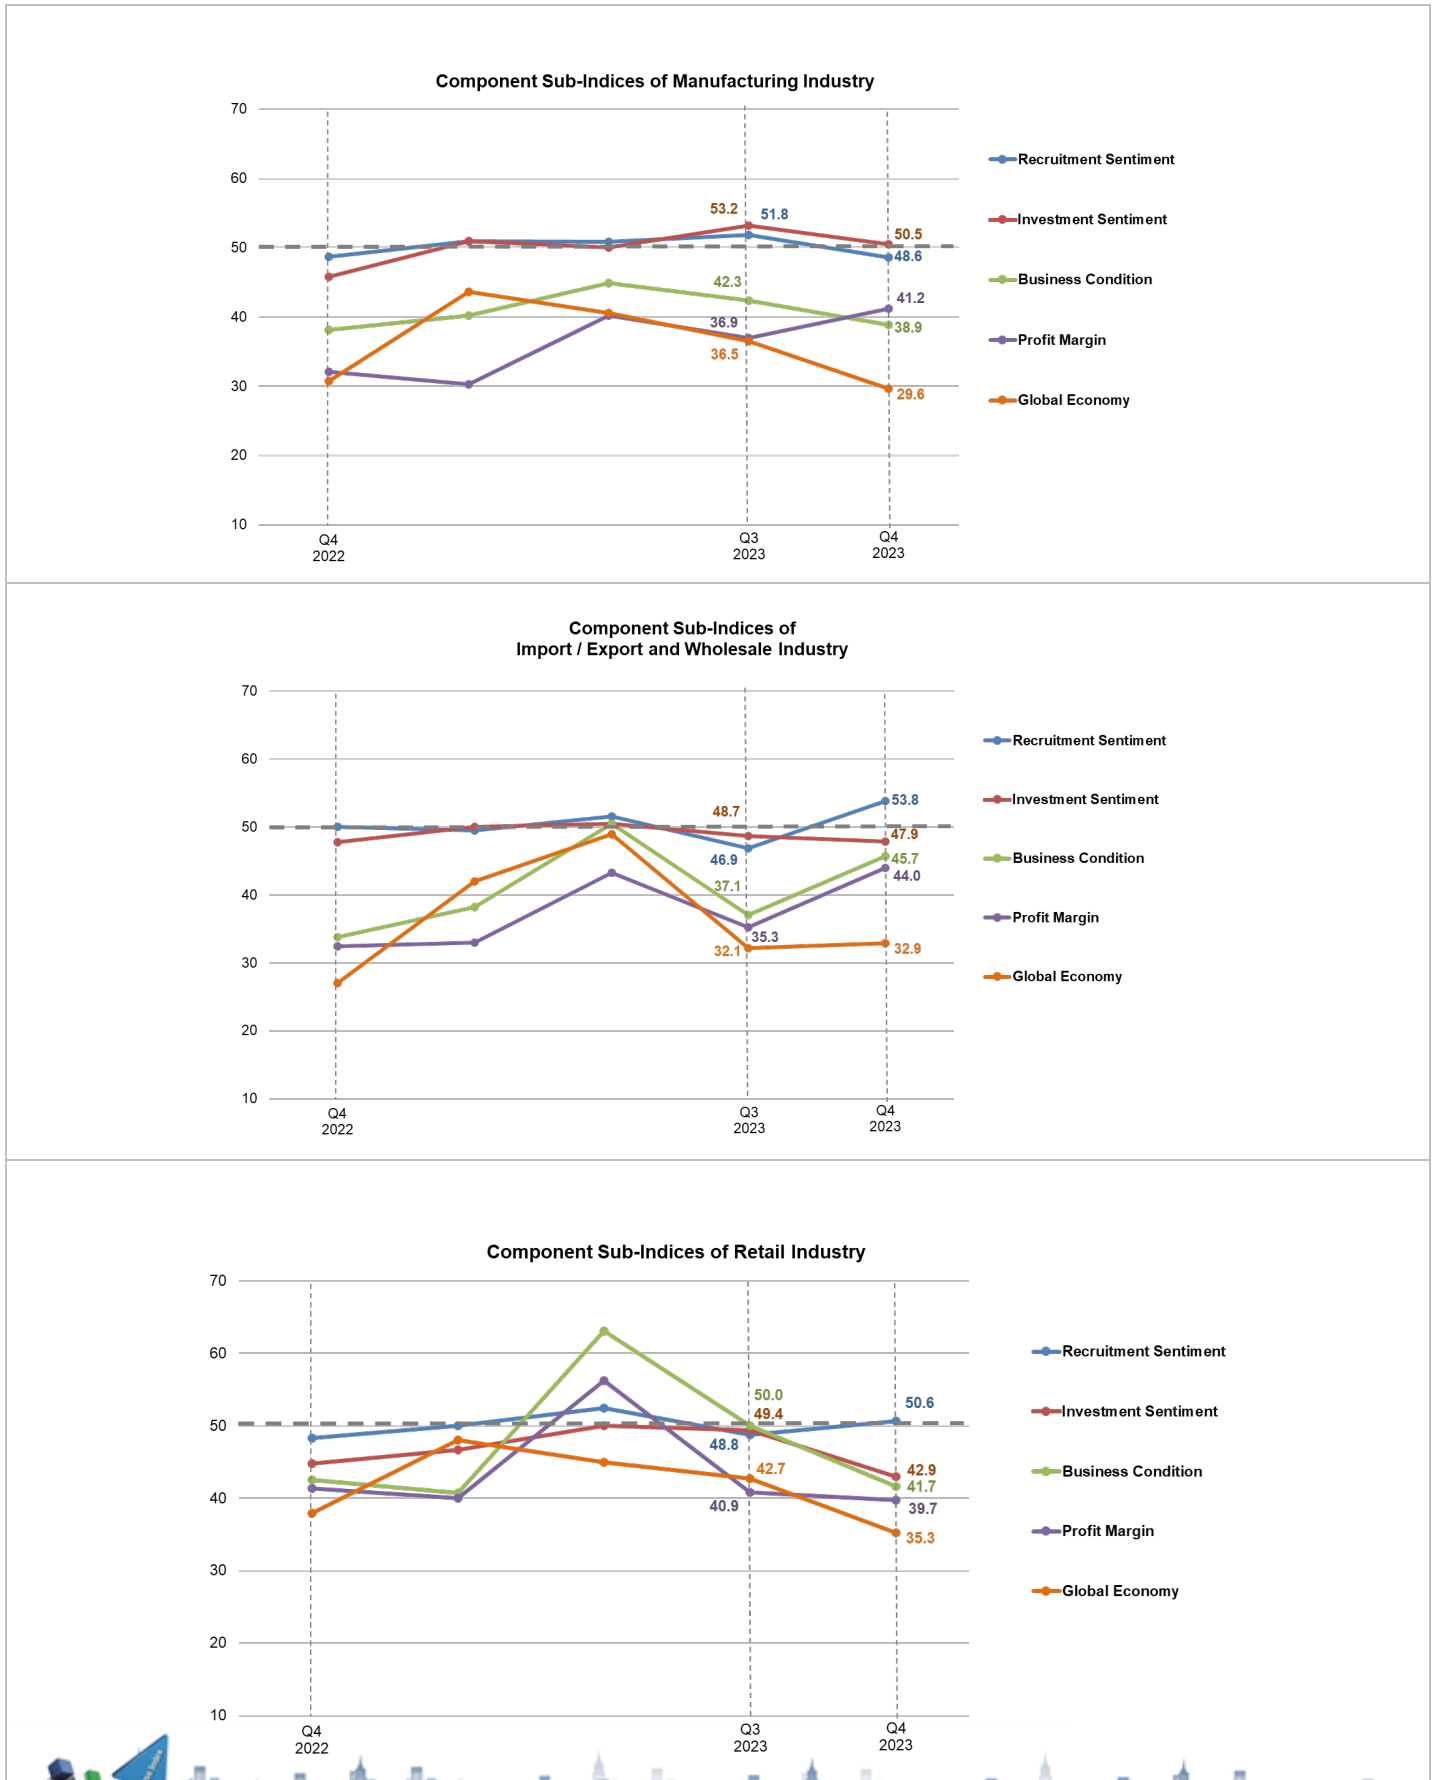 Component Sub-Indices of Manufacturing Industry
70
60
50
40
30
20
10
53.2
51.8
50.5
48.6
42.3
41.2
36.9
38.9
36.5
29.6
Q4
2022
Q3
2023
Q4
2023
Recruitment Sentiment
Investment Sentiment
Business Condition
Profit Margin
Global Economy
Component Sub-Indices of
Import / Export and Wholesale Industry
70
60
50
40
30
20
10
48.7
53.8
47.9
46.9
45.7
37.1
44.0
35.3
32.1
32.9
Q4
2022
Q3
2023
Q4
2023
Recruitment Sentiment
Investment Sentiment
Business Condition
Profit Margin
Global Economy
Component Sub-Indices of Retail Industry
70
60
50
40
30
20
10
50.0
49.4
50.6
48.8
42.7
42.9
41.7
40.9
39.7
35.3
Q4
2022
Q3
2023
Q4
2023
Recruitment Sentiment
Investment Sentiment
Business Condition
Profit Margin
Global Economy